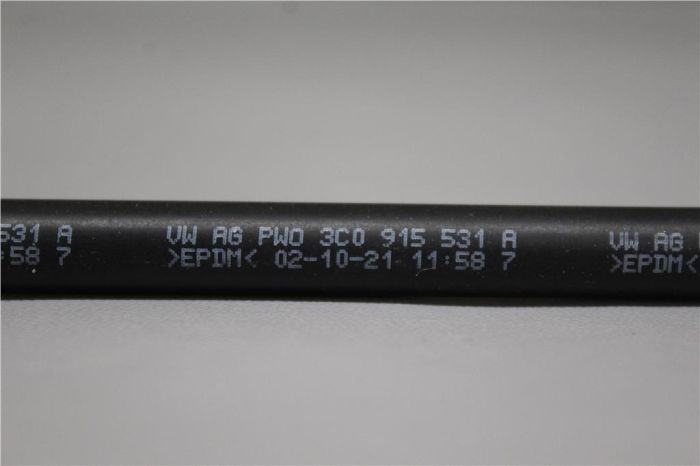 531 A VW AG PWO 3C0 915 531 A VW AG
:58 7 >EPDM< 02-10-21 11:58 7 >EPDM<